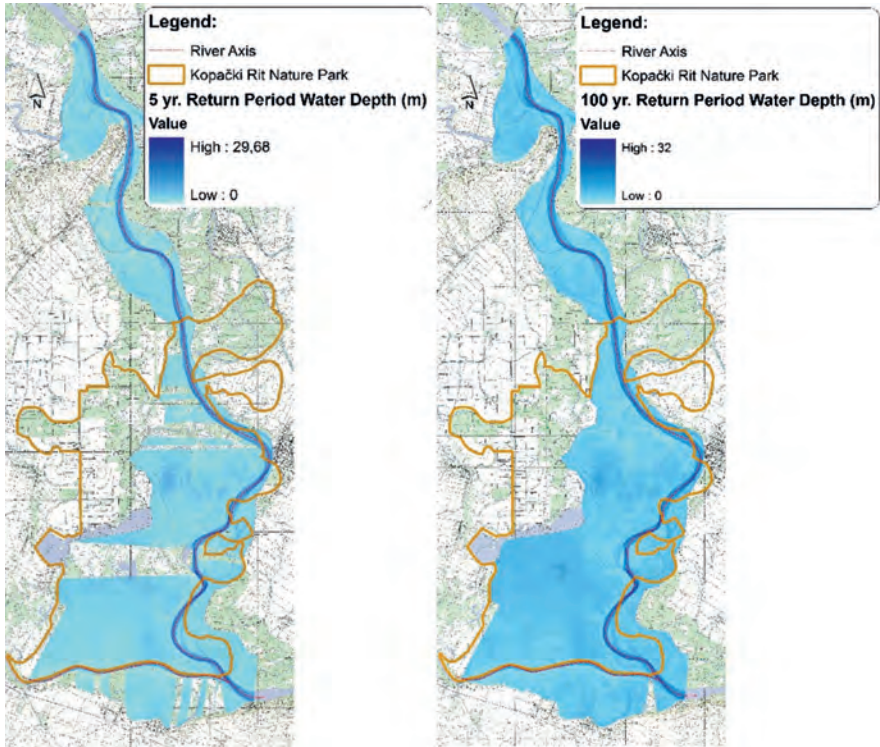 Legend:
River Axis
Kopački Rit Nature Park
5 yr. Return Period Water Depth (m)
Value
High : 29,68
Low : 0
N
Legend:
River Axis
Kopački Rit Nature Park
100 yr. Return Period Water Depth (m)
Value
High : 32
Low : 0
N